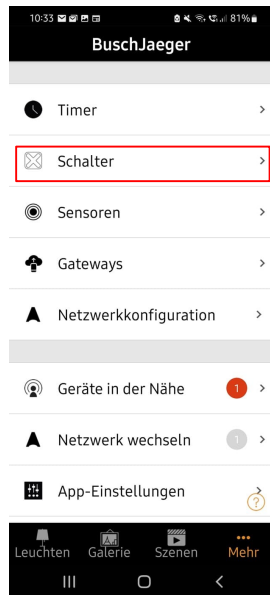 10:33 81%
BuschJaeger
Timer
Schalter
Sensoren
Gateways
Netzwerkkonfiguration
Geräte in der Nähe 1
Netzwerk wechseln 1
App-Einstellungen
?
Leuchten Galerie Szenen Mehr